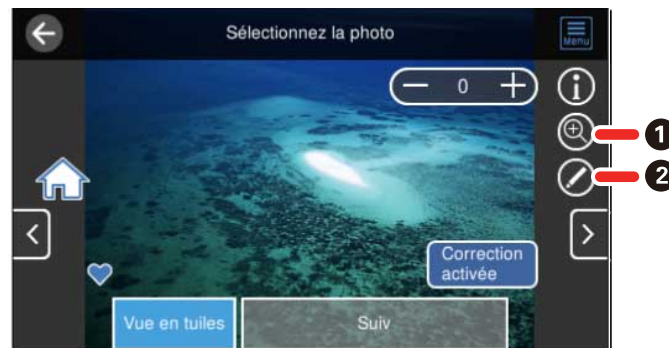 Sélectionnez la photo
Menu
0
1
2
Correction
activée
Vue en tuiles
Suiv